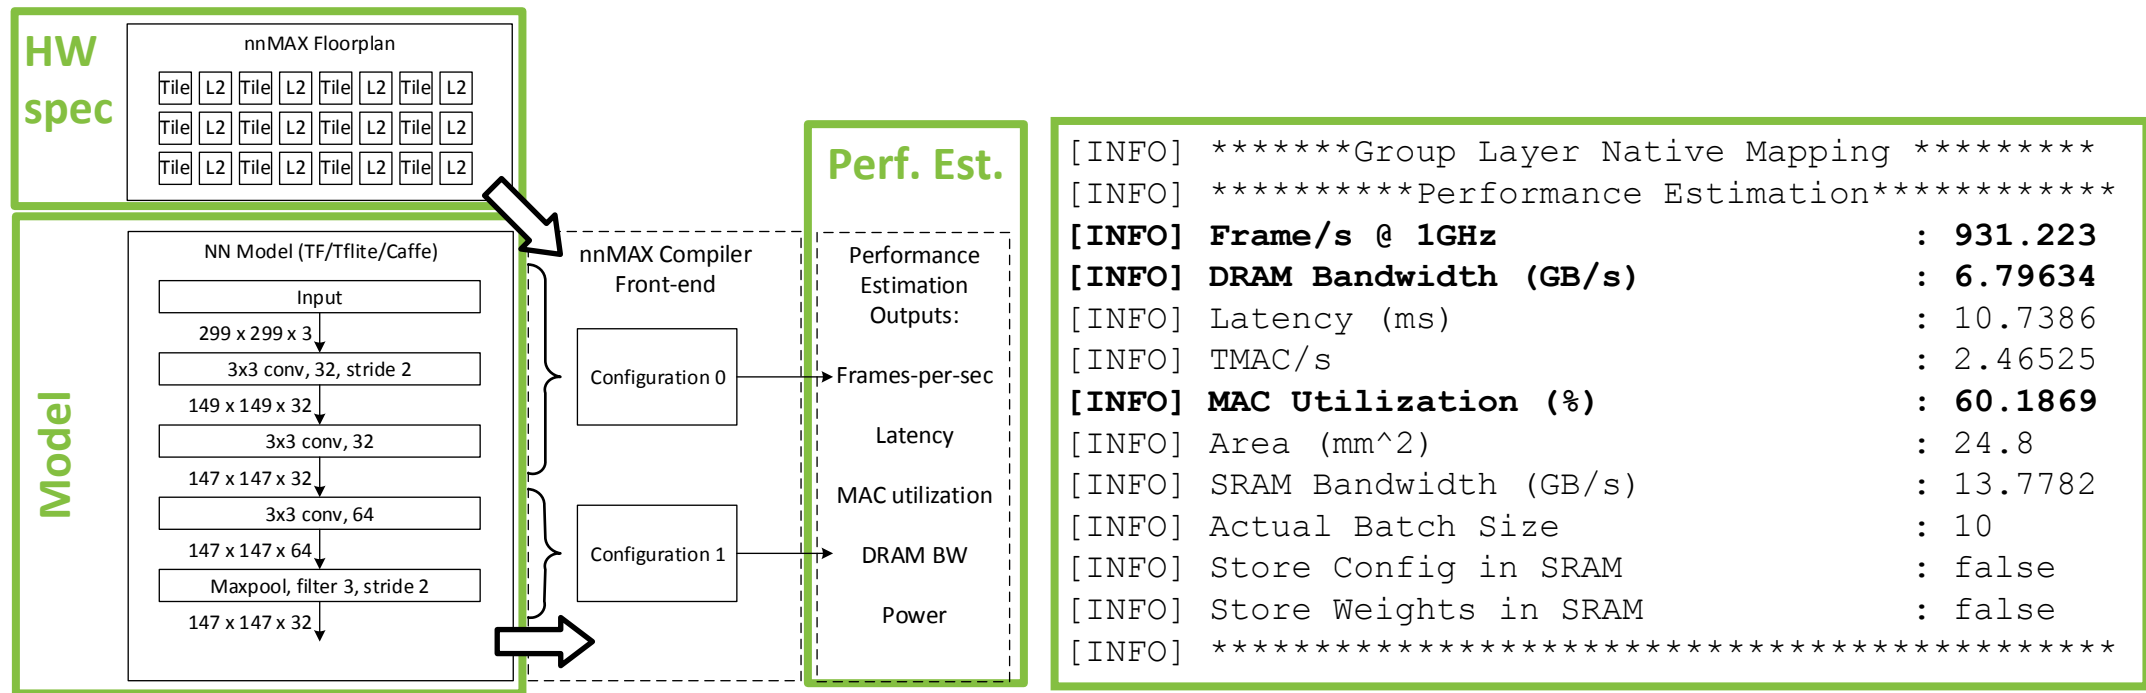 HW
spec
nnMAX Floorplan
Tile L2 Tile L2 Tile L2 Tile L2
Tile L2 Tile L2 Tile L2 Tile L2
Tile L2 Tile L2 Tile L2 Tile L2
Model
NN Model (TF/Tflite/Caffe)
Input
299 x 299 x 3
3x3 conv, 32, stride 2
149 x 149 x 32
3x3 conv, 32
147 x 147 x 32
3x3 conv, 64
147 x 147 x 64
Maxpool, filter 3, stride 2
147 x 147 x 32
nnMAX Compiler
Front-end
Configuration 0
Configuration 1
Perf. Est.
Performance
Estimation
Outputs:
Frames-per-sec
Latency
MAC utilization
DRAM BW
Power
[INFO] *******Group Layer Native Mapping *********
[INFO] **********Performance Estimation************
[INFO] Frame/s @ 1GHz : 931.223
[INFO] DRAM Bandwidth (GB/s) : 6.79634
[INFO] Latency (ms) : 10.7386
[INFO] TMAC/s : 2.46525
[INFO] MAC Utilization (%) : 60.1869
[INFO] Area (mm^2) : 24.8
[INFO] SRAM Bandwidth (GB/s) : 13.7782
[INFO] Actual Batch Size : 10
[INFO] Store Config in SRAM : false
[INFO] Store Weights in SRAM : false
[INFO] ********************************************